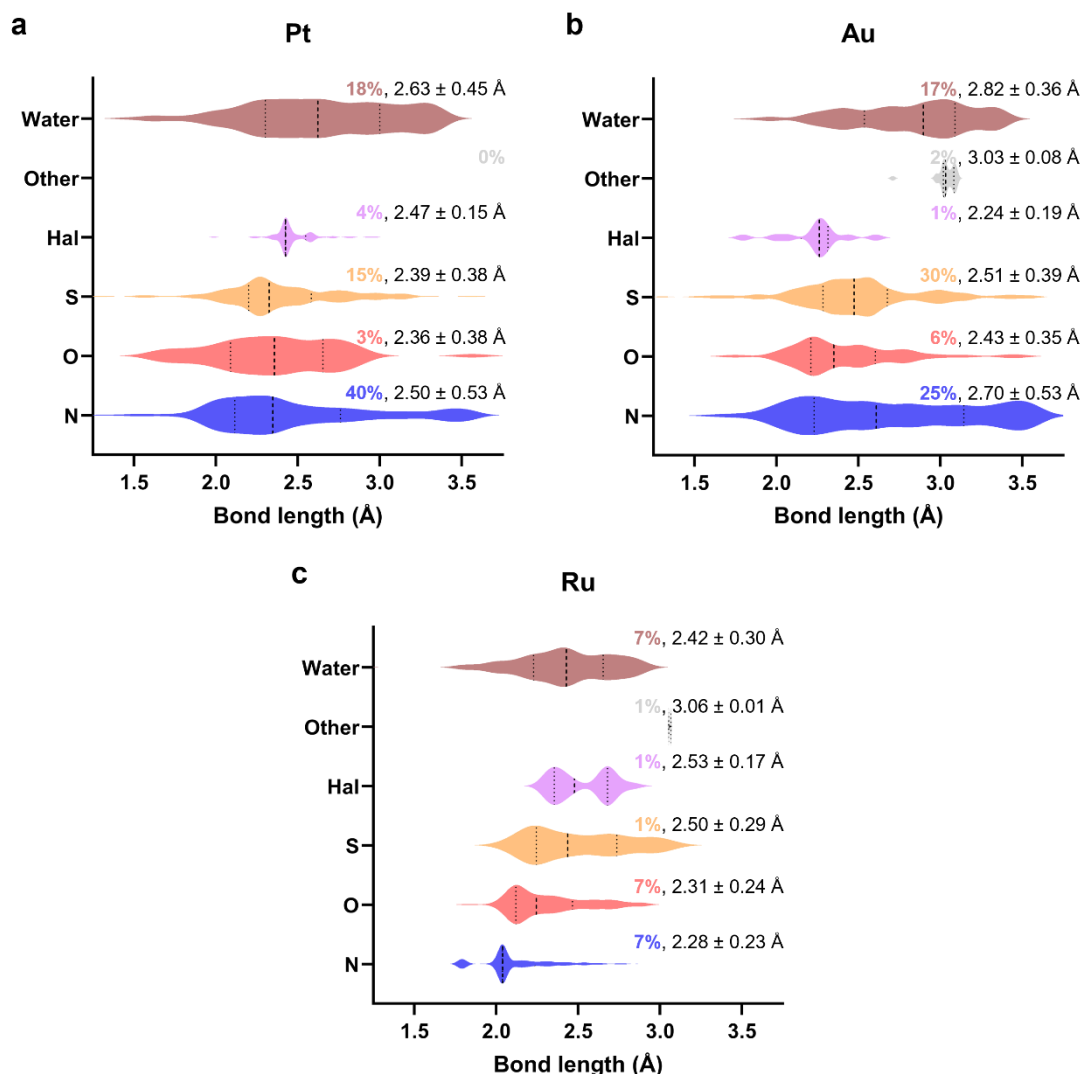 a
Pt
18%, 2.63 ± 0.45 Å
Water
0%
Other
4%, 2.47 ± 0.15 Å
Hal
15%, 2.39 ± 0.38 Å
S
3%, 2.36 ± 0.38 Å
O
40%, 2.50 ± 0.53 Å
N
1.5 2.0 2.5 3.0 3.5
Bond length (Å)
b
Au
17%, 2.82 ± 0.36 Å
Water
2%, 3.03 ± 0.08 Å
Other
1%, 2.24 ± 0.19 Å
Hal
30%, 2.51 ± 0.39 Å
S
6%, 2.43 ± 0.35 Å
O
25%, 2.70 ± 0.53 Å
N
1.5 2.0 2.5 3.0 3.5
Bond length (Å)
c
Ru
7%, 2.42 ± 0.30 Å
Water
1%, 3.06 ± 0.01 Å
Other
1%, 2.53 ± 0.17 Å
Hal
1%, 2.50 ± 0.29 Å
S
7%, 2.31 ± 0.24 Å
O
7%, 2.28 ± 0.23 Å
N
1.5 2.0 2.5 3.0 3.5
Bond length (Å)